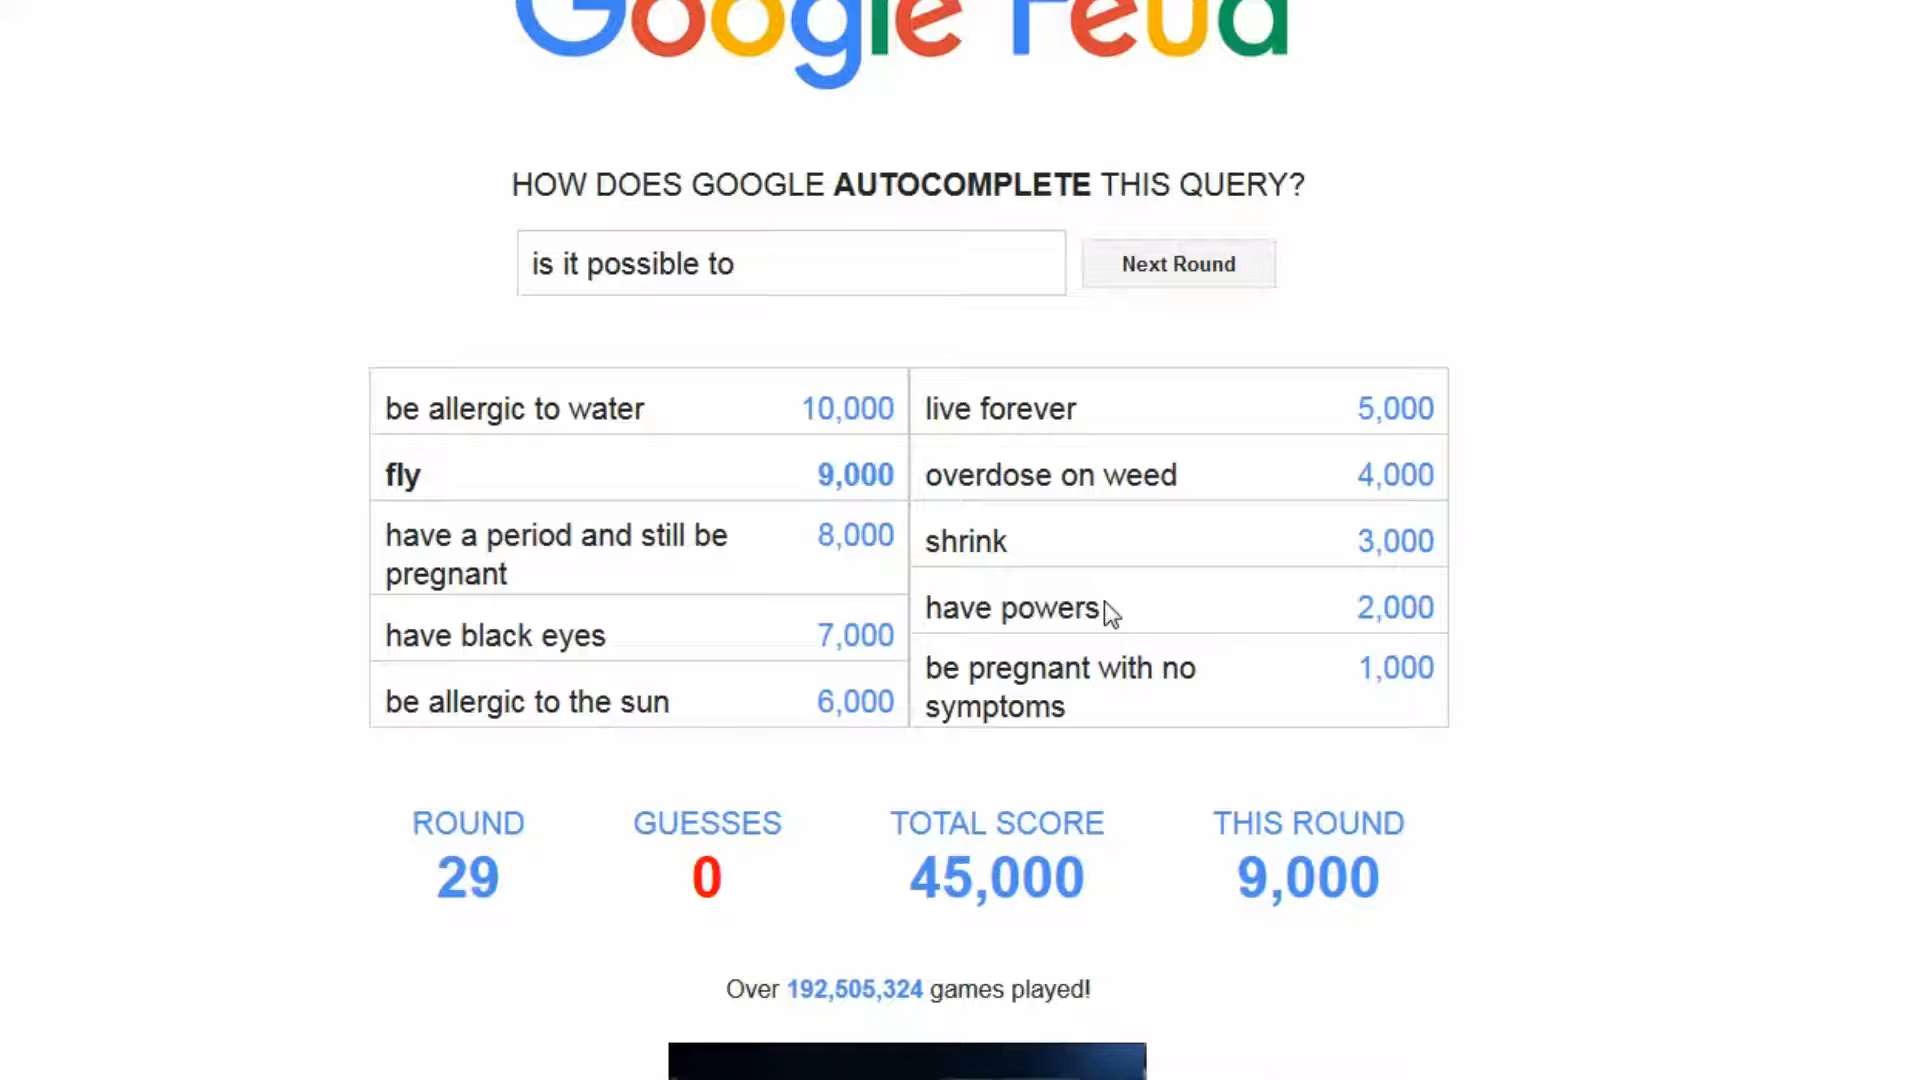 Google Feud
HOW DOES GOOGLE AUTOCOMPLETE THIS QUERY?
is it possible to
Next Round
be allergic to water 10,000
fly 9,000
have a period and still be
pregnant
8,000
have black eyes 7,000
be allergic to the sun 6,000
live forever 5,000
overdose on weed 4,000
shrink 3,000
have powers 2,000
be pregnant with no
symptoms
1,000
ROUND GUESSES TOTAL SCORE THIS ROUND
29 0 45,000 9,000
Over 192,505,324 games played!